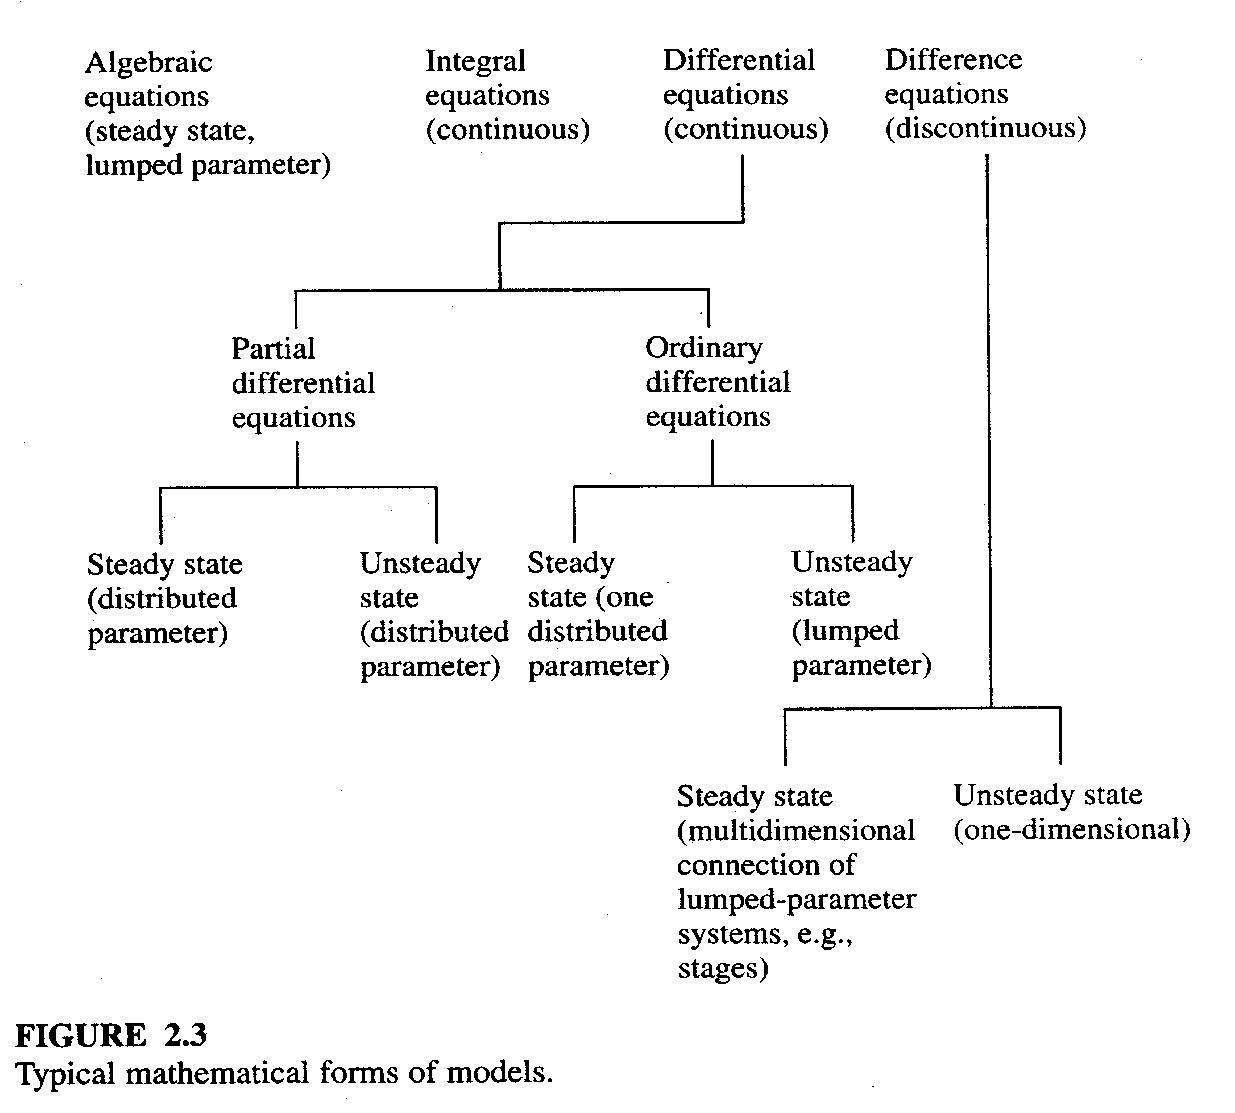 Algebraic
equations
(steady state,
lumped parameter)
Integral
equations
(continuous)
Differential
equations
(continuous)
Difference
equations
(discontinuous)
Partial
differential
equations
Ordinary
differential
equations
Steady state
(distributed
parameter)
Unsteady
state
(distributed
parameter)
Steady
state (one
distributed
parameter)
Unsteady
state
(lumped
parameter)
Steady state
(multidimensional
connection of
lumped-parameter
systems, e.g.,
stages)
Unsteady state
(one-dimensional)
FIGURE 2.3
Typical mathematical forms of models.